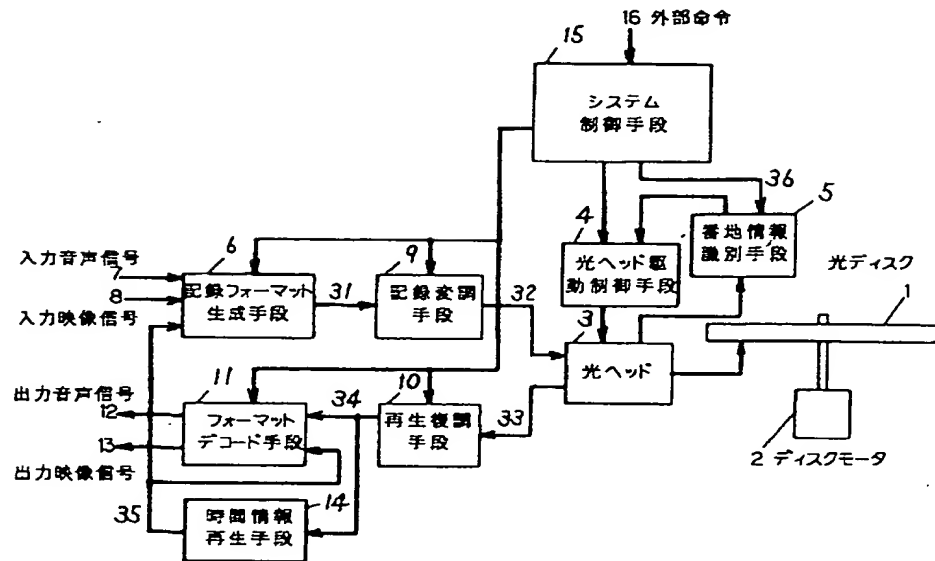 16 外部命令
15
システム
制御手段
36
5
番地情報
識別手段
4
光ヘッド駆
動制御手段
光ディスク
1
入力音声信号
7
8
入力映像信号
6
記録フォーマット
生成手段
31
9
記録変調
手段
32
3
光ヘッド
2 ディスクモータ
出力音声信号
12
13
出力映像信号
11
フォーマット
デコード手段
34
10
再生復調
手段
33
35
14
時間情報
再生手段